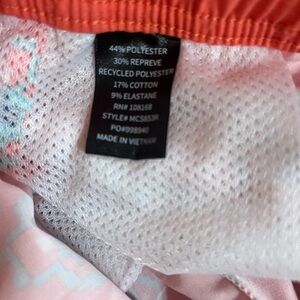 44% POLYESTER
30% REPREVE
RECYCLED POLYESTER
17% COTTON
9% ELASTANE
RN# 108168
STYLE# MCS853R
PO#998940
MADE IN VIETNAM